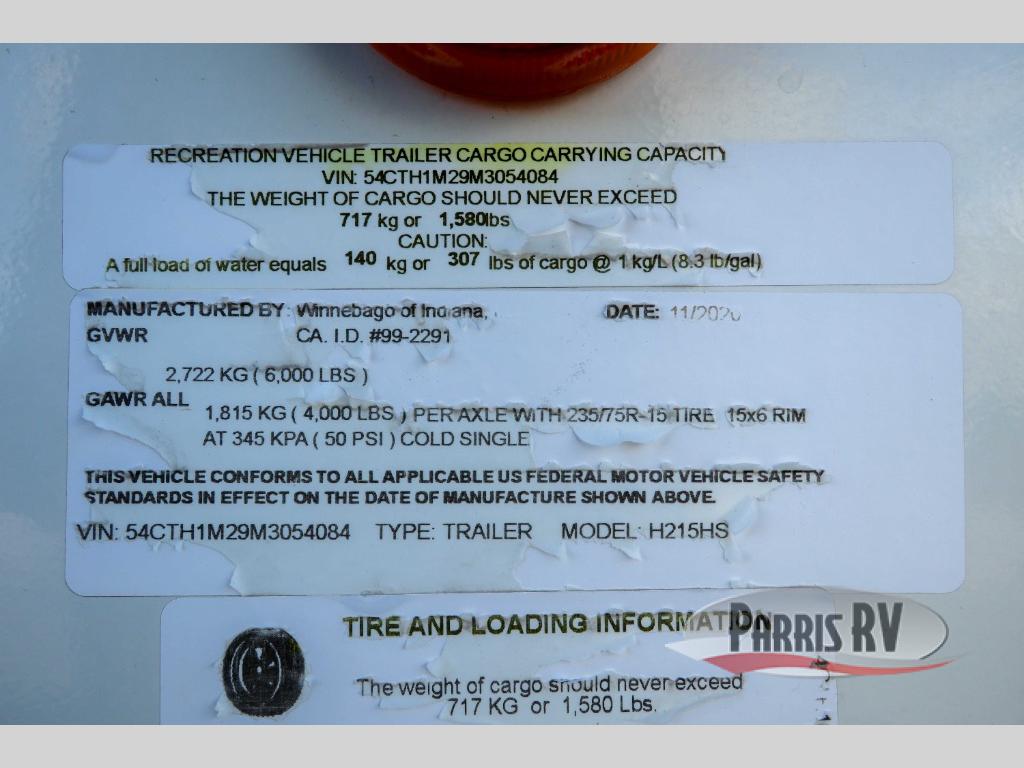 RECREATION VEHICLE TRAILER CARGO CARRYING CAPACITY
VIN: 54CTH1M29M3054084
THE WEIGHT OF CARGO SHOULD NEVER EXCEED
717 kg or 1,580lbs
CAUTION:
A full load of water equals 140 kg or 307 lbs of cargo @ 1 kg/L (8.3 lb/gal)
MANUFACTURED BY: Winnebago of Indiana, DATE: 11/2020
GVWR CA. I.D. #99-2291
2,722 KG ( 6,000 LBS )
GAWR ALL
1,815 KG ( 4,000 LBS ) PER AXLE WITH 235/75R-15 TIRE 15x6 RIM
AT 345 KPA ( 50 PSI ) COLD SINGLE
THIS VEHICLE CONFORMS TO ALL APPLICABLE US FEDERAL MOTOR VEHICLE SAFETY
STANDARDS IN EFFECT ON THE DATE OF MANUFACTURE SHOWN ABOVE.
VIN: 54CTH1M29M3054084 TYPE: TRAILER MODEL: H215HS
TIRE AND LOADING INFORMATION
PARRIS RV
The weight of cargo should never exceed
717 KG or 1,580 Lbs.